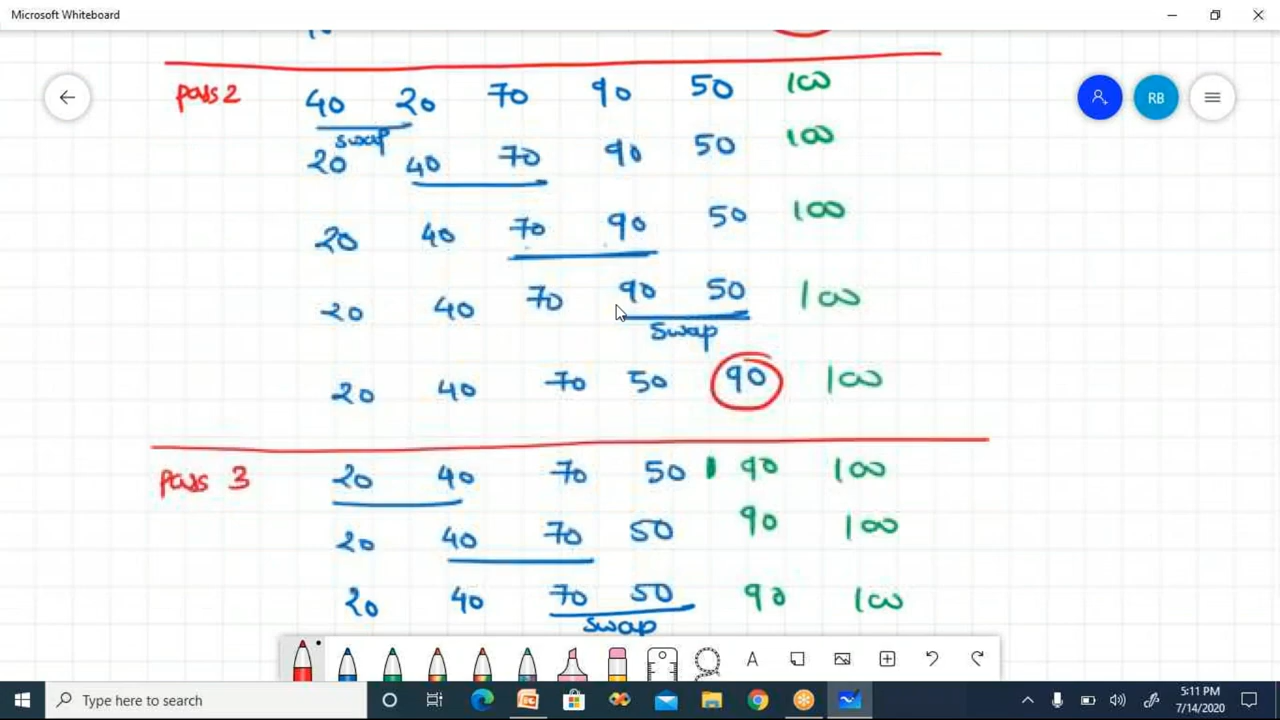 Microsoft Whiteboard
Pass 2 40 20 70 90 50 100
swap
20 40 70 90 50 100
20 40 70 90 50 100
20 40 70 90 50 100
Swap
20 40 70 50 90 100
Pass 3 20 40 70 50 90 100
20 40 70 50 90 100
20 40 70 50 90 100
swap
RB
A
Type here to search
5:11 PM
7/14/2020